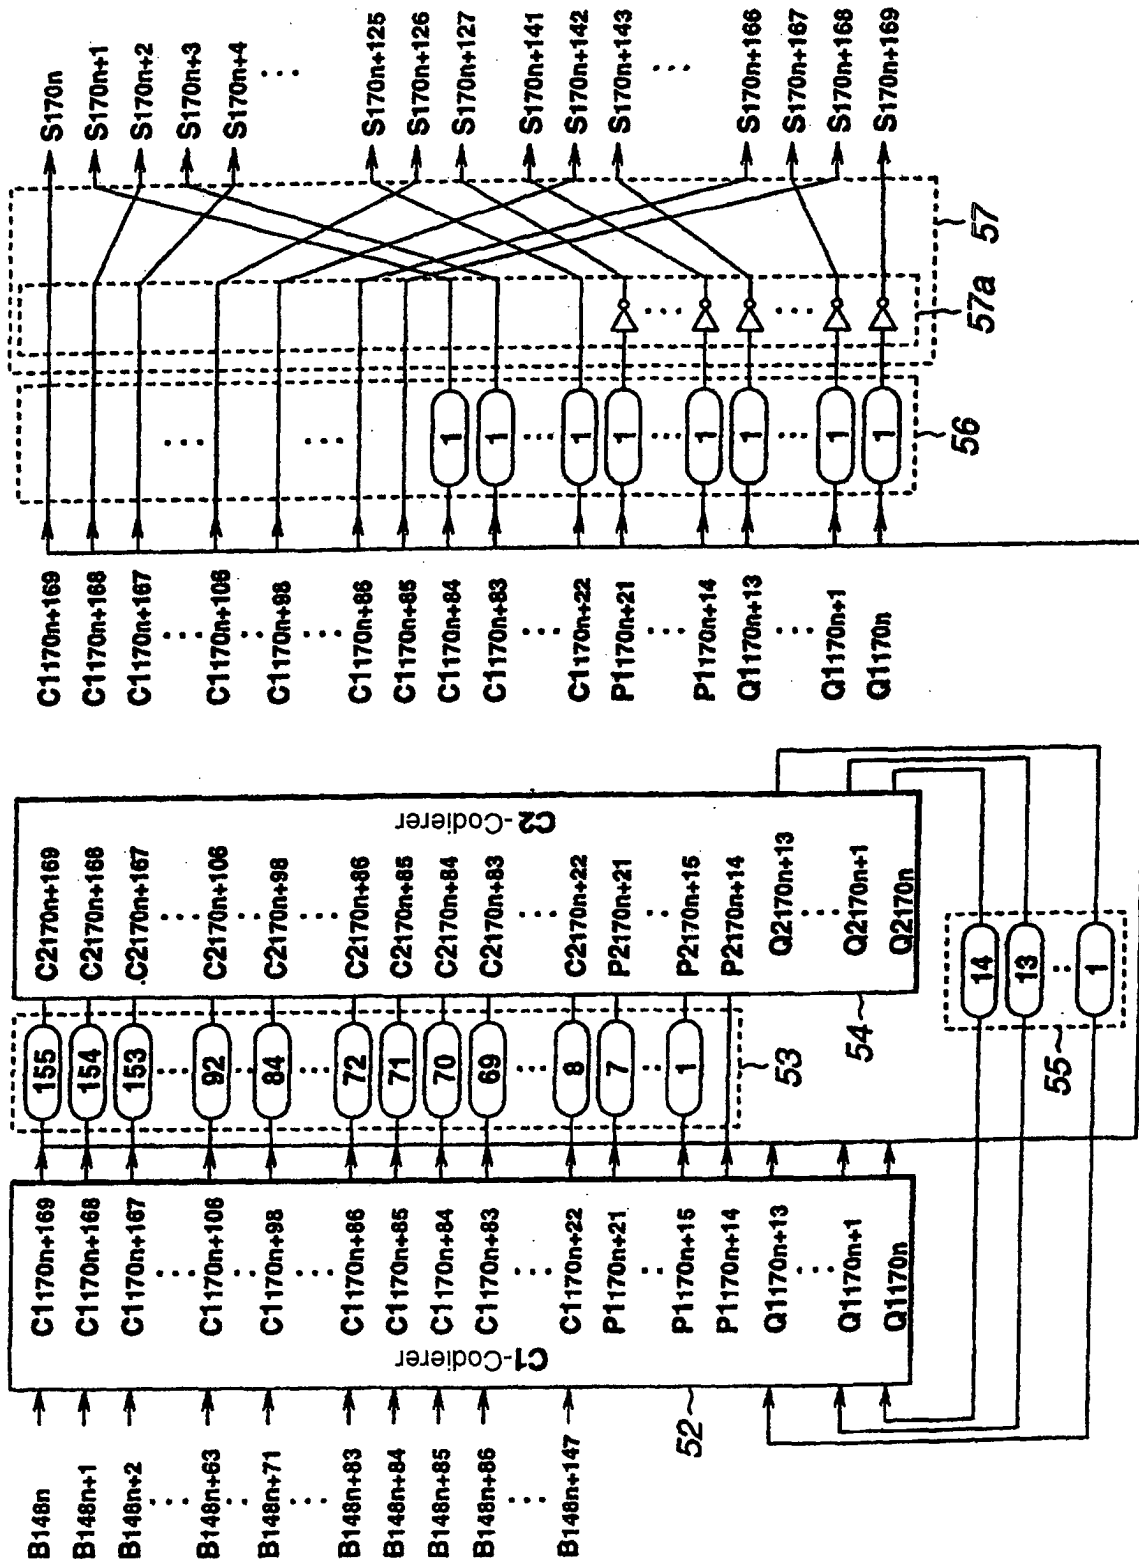 B148n
B148n+1
B148n+2
B148n+63
B148n+71
B148n+83
B148n+84
B148n+85
B148n+86
B148n+147
52
C1-Codierer
C1170n+169
C1170n+168
C1170n+167
C1170n+106
C1170n+98
C1170n+86
C1170n+85
C1170n+84
C1170n+83
C1170n+22
P1170n+21
P1170n+15
P1170n+14
Q1170n+13
Q1170n+1
Q1170n
155
154
153
92
84
72
71
70
69
8
7
1
53
C2170n+169
C2170n+168
C2170n+167
C2170n+106
C2170n+98
C2170n+86
C2170n+85
C2170n+84
C2170n+83
C2170n+22
P2170n+21
P2170n+15
P2170n+14
Q2170n+13
Q2170n+1
Q2170n
C2-Codierer
54
14
13
1
55
C1170n+169
C1170n+168
C1170n+167
C1170n+106
C1170n+98
C1170n+86
C1170n+85
C1170n+84
C1170n+83
C1170n+22
P1170n+21
P1170n+14
Q1170n+13
Q1170n+1
Q1170n
1
1
1
1
1
1
1
1
56
57a
57
S170n
S170n+1
S170n+2
S170n+3
S170n+4
S170n+125
S170n+126
S170n+127
S170n+141
S170n+142
S170n+143
S170n+166
S170n+167
S170n+168
S170n+169